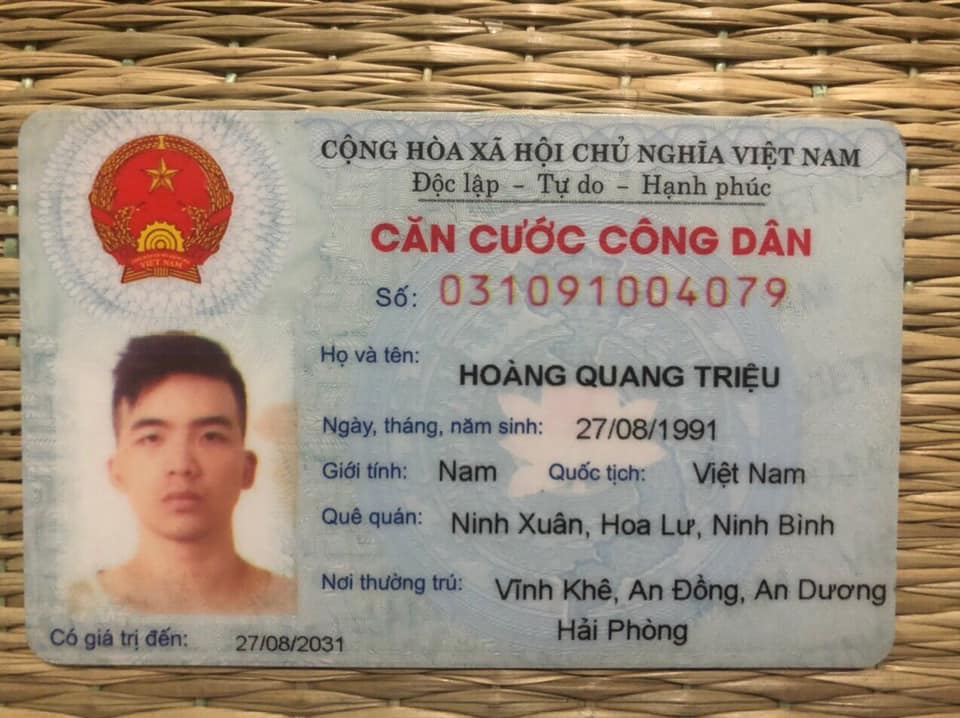 CỘNG HÒA XÃ HỘI CHỦ NGHĨA VIỆT NAM
Độc lập - Tự do - Hạnh phúc
CĂN CƯỚC CÔNG DÂN
Số: 031091004079
Họ và tên:
HOÀNG QUANG TRIỆU
Ngày, tháng, năm sinh: 27/08/1991
Giới tính: Nam Quốc tịch: Việt Nam
Quê quán: Ninh Xuân, Hoa Lư, Ninh Bình
Nơi thường trú: Vĩnh Khê, An Đồng, An Dương
Hải Phòng
Có giá trị đến: 27/08/2031
VIỆT NAM